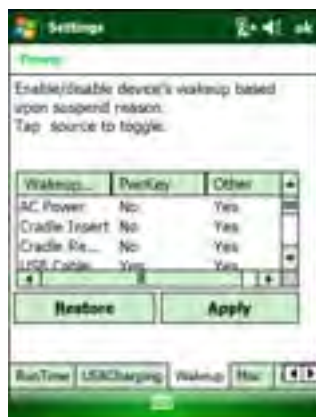 Settings
ok
Power
Enable/disable device's wakeup based
upon suspend reason.
Tap source to toggle.
Wakeup... PwrKey Other
AC Power No Yes
Cradle Insert No Yes
Cradle Re... No Yes
USB Cable Yes Yes
Restore Apply
RunTime USBCharging Wakeup Misc